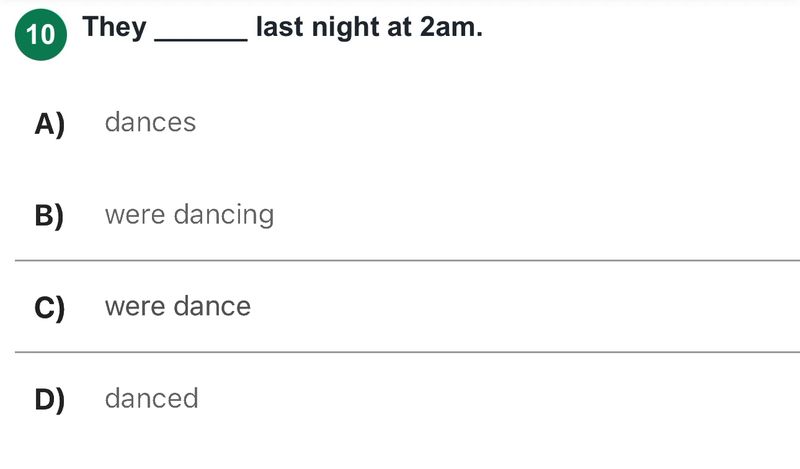 10 They ______ last night at 2am.
A) dances
B) were dancing
C) were dance
D) danced